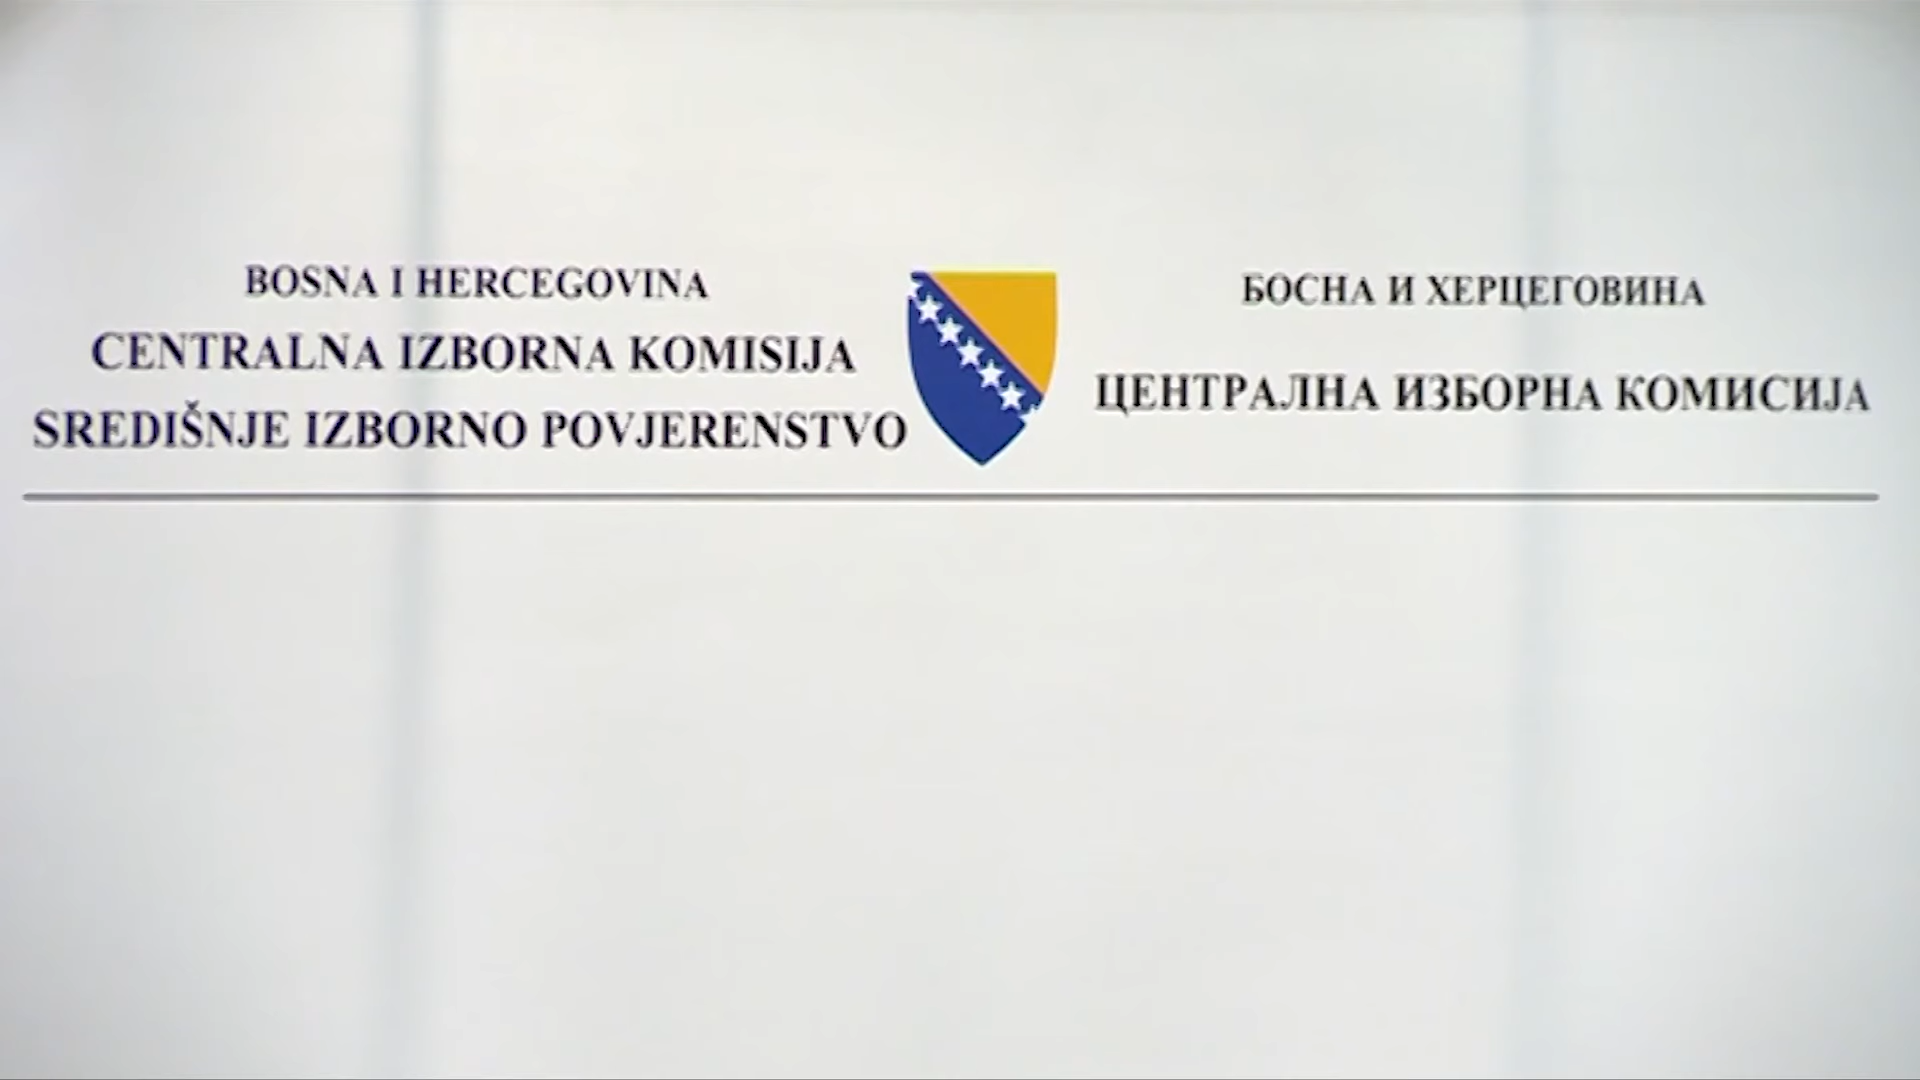 BOSNA I HERCEGOVINA
CENTRALNA IZBORNA KOMISIJA
SREDIŠNJE IZBORNO POVJERENSTVO
БОСНА И ХЕРЦЕГОВИНА
ЦЕНТРАЛНА ИЗБОРНА КОМИСИЈА